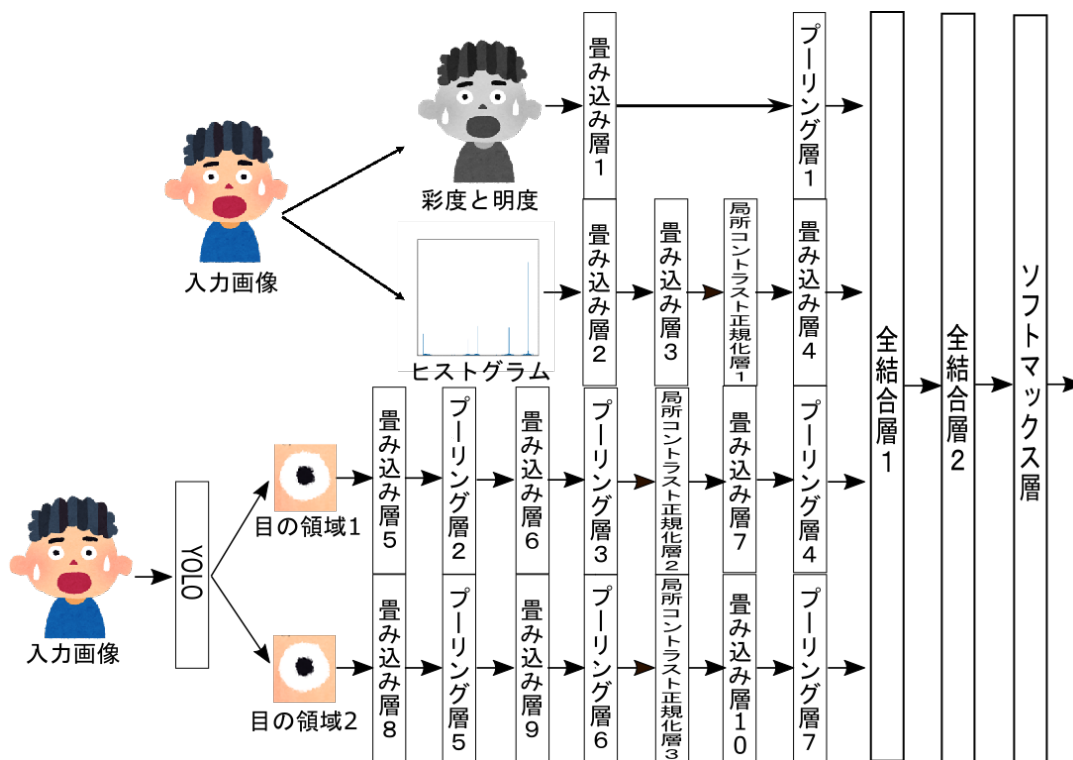 入力画像
彩度と明度
畳み込み層1
プーリング層1
ヒストグラム
畳み込み層2
畳み込み層3
局所コントラスト正規化層1
畳み込み層4
入力画像
YOLO
目の領域1
畳み込み層5
プーリング層2
畳み込み層6
プーリング層3
局所コントラスト正規化層2
畳み込み層7
プーリング層4
目の領域2
畳み込み層8
プーリング層5
畳み込み層9
プーリング層6
局所コントラスト正規化層3
畳み込み層10
プーリング層7
全結合層1
全結合層2
ソフトマックス層